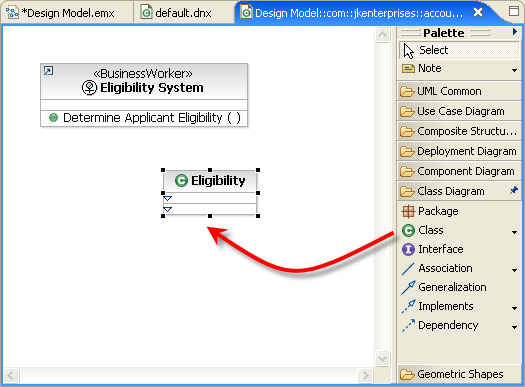 *Design Model.emx
default.dnx
Design Model::com::jkenterprises::accou...
«BusinessWorker»
Eligibility System
Determine Applicant Eligibility ( )
C Eligibility
Palette
Select
Note
UML Common
Use Case Diagram
Composite Structu...
Deployment Diagram
Component Diagram
Class Diagram
Package
C Class
I Interface
Association
Generalization
Implements
Dependency
Geometric Shapes